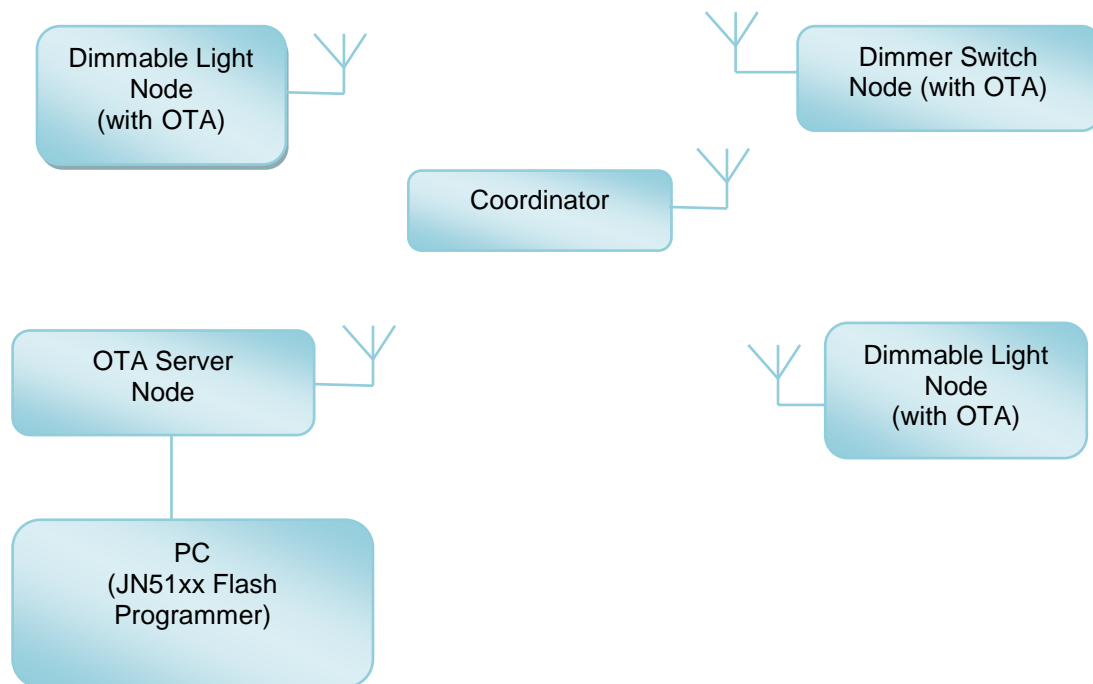 Dimmable Light
Node
(with OTA)
Dimmer Switch
Node (with OTA)
Coordinator
OTA Server
Node
Dimmable Light
Node
(with OTA)
PC
(JN51xx Flash
Programmer)